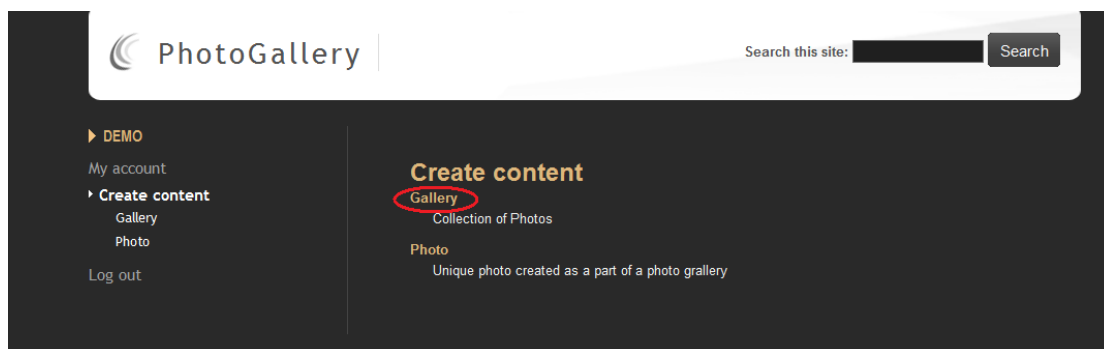 PhotoGallery
Search this site:
Search
DEMO
My account
Create content
Gallery
Photo
Log out
Create content
Gallery
Collection of Photos
Photo
Unique photo created as a part of a photo grallery